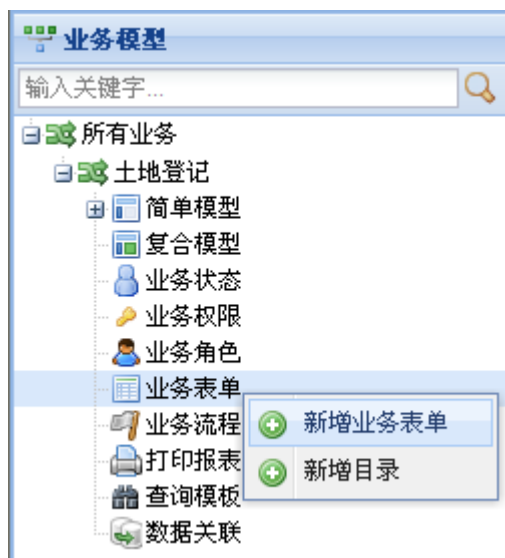 业务模型
输入关键字...
所有业务
土地登记
简单模型
复合模型
业务状态
业务权限
业务角色
业务表单
新增业务表单
业务流程
新增目录
打印报表
查询模板
数据关联